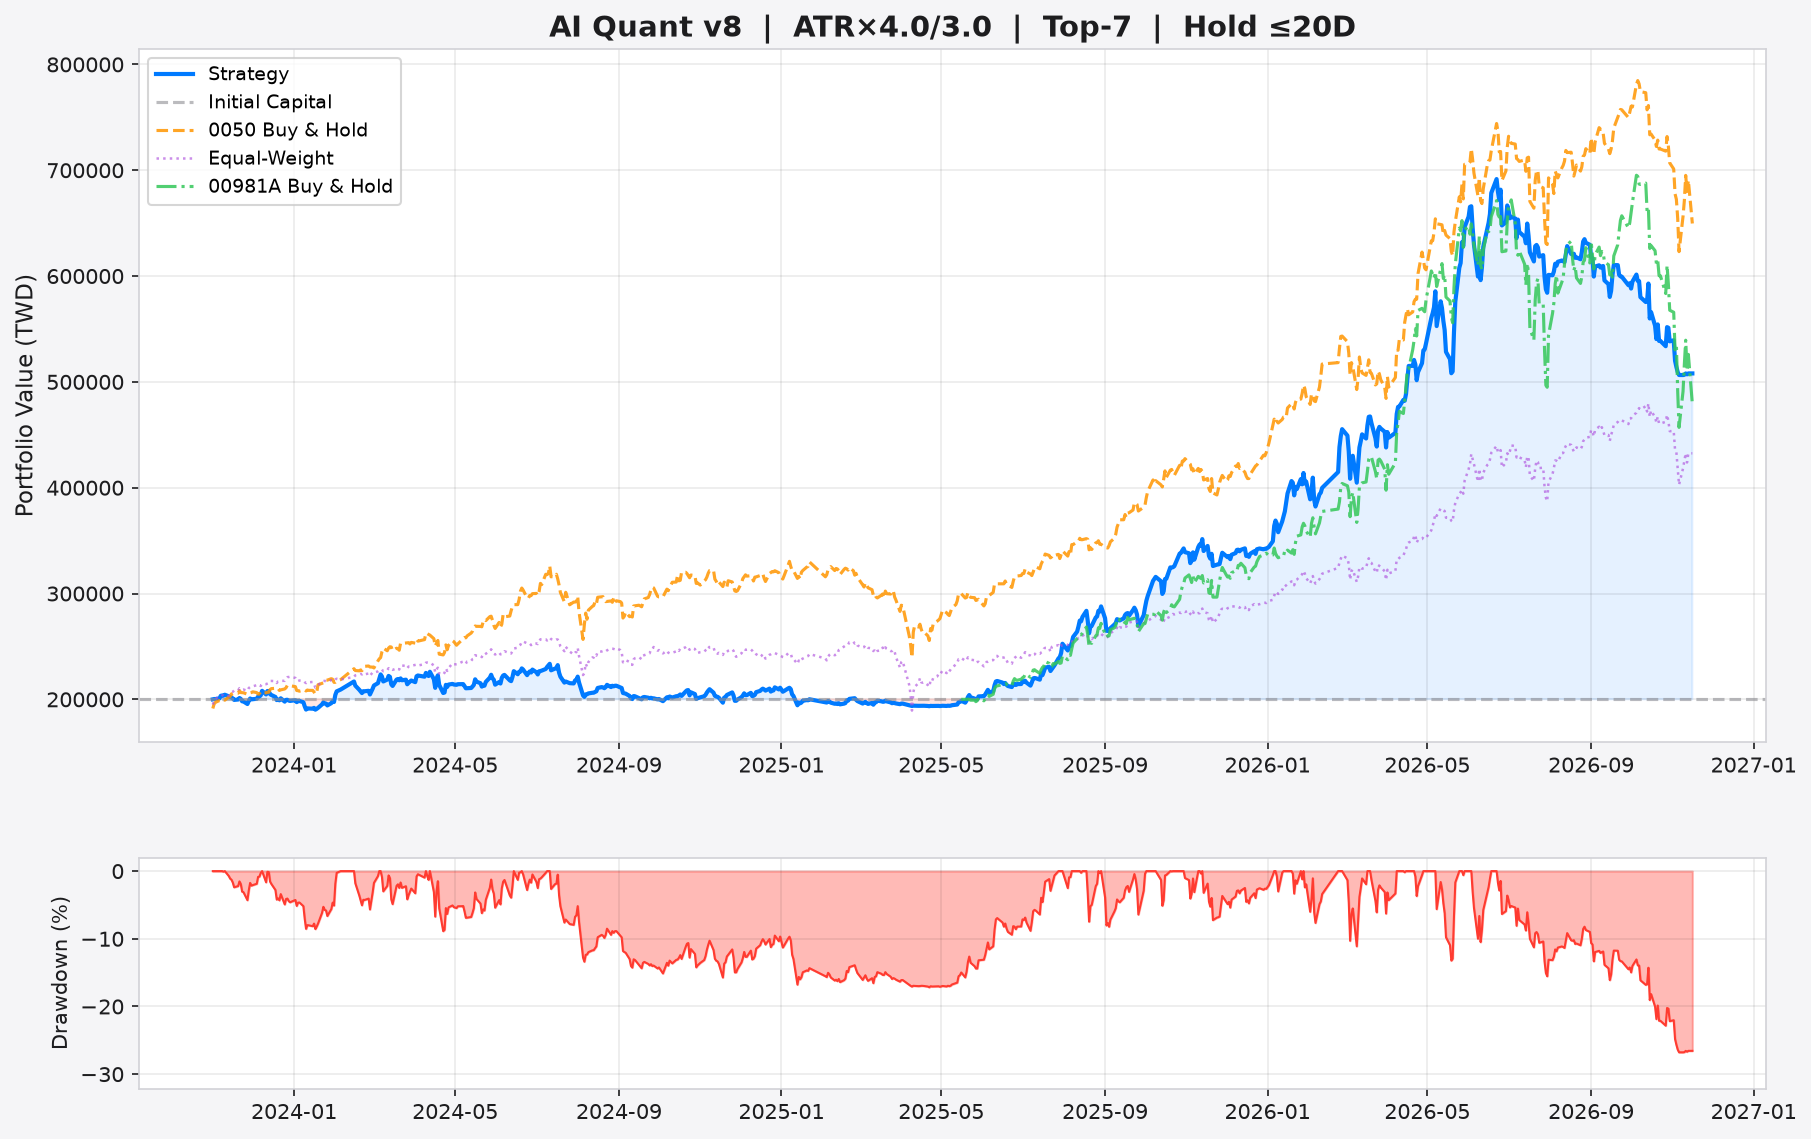 AI Quant v8  |  ATR×4.0/3.0  |  Top-7  |  Hold ≤20D
Strategy
Initial Capital
0050 Buy & Hold
Equal-Weight
00981A Buy & Hold
Portfolio Value (TWD)
800000
700000
600000
500000
400000
300000
200000
2024-01 2024-05 2024-09 2025-01 2025-05 2025-09 2026-01 2026-05 2026-09 2027-01
Drawdown (%)
0
−10
−20
−30
2024-01 2024-05 2024-09 2025-01 2025-05 2025-09 2026-01 2026-05 2026-09 2027-01